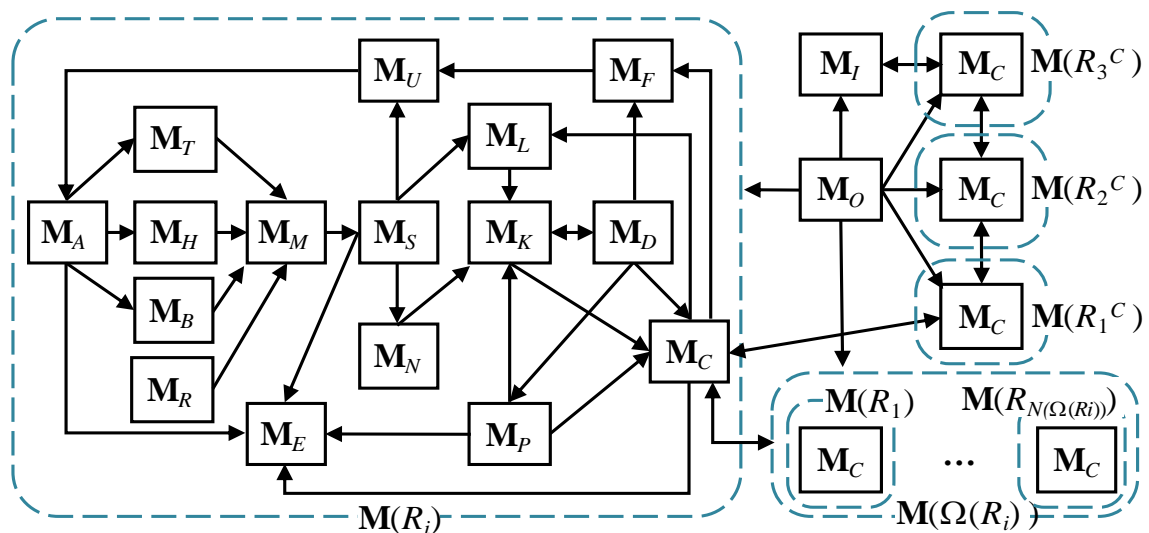 M_U
M_F
M_I
M_C
M(R_3^C)
M_T
M_L
M_A
M_H
M_M
M_S
M_K
M_D
M_O
M_C
M(R_2^C)
M_B
M_N
M_C
M_C
M(R_1^C)
M_R
M_E
M_P
M(R_1)
M(R_{N(Ω(Ri))})
M_C
...
M_C
M(R_i)
M(Ω(R_i))